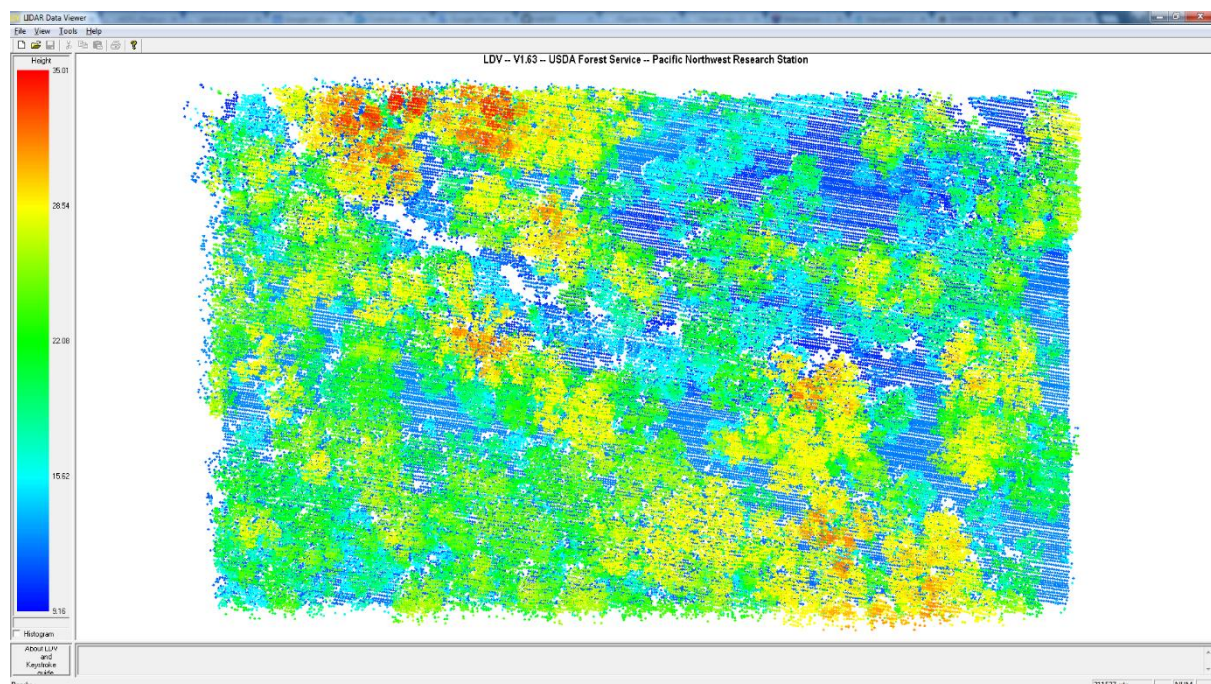 LIDAR Data Viewer
File View Tools Help
Height
LDV -- V1.63 -- USDA Forest Service -- Pacific Northwest Research Station
35.01
28.54
22.08
15.62
5.16
Histogram
About LDV
and
Keystroke
guide